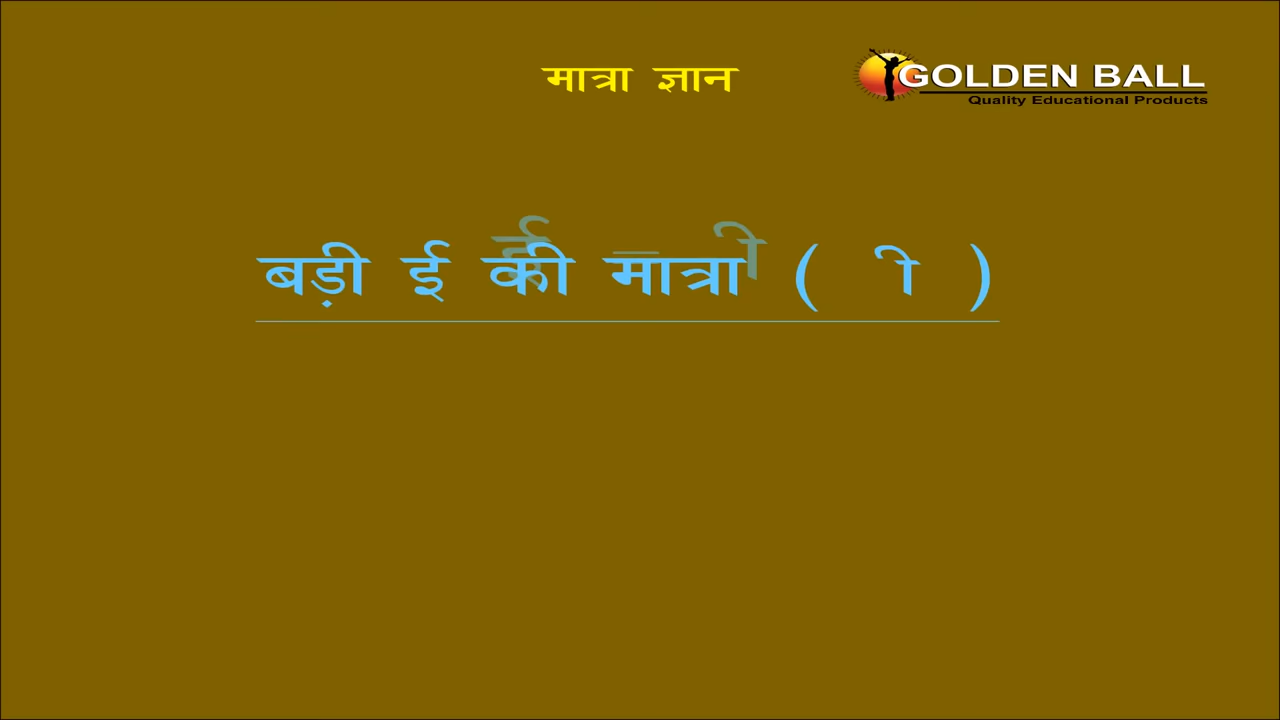 मात्रा ज्ञान
GOLDEN BALL
Quality Educational Products
ई – ी
बड़ी ई की मात्रा ( ी )